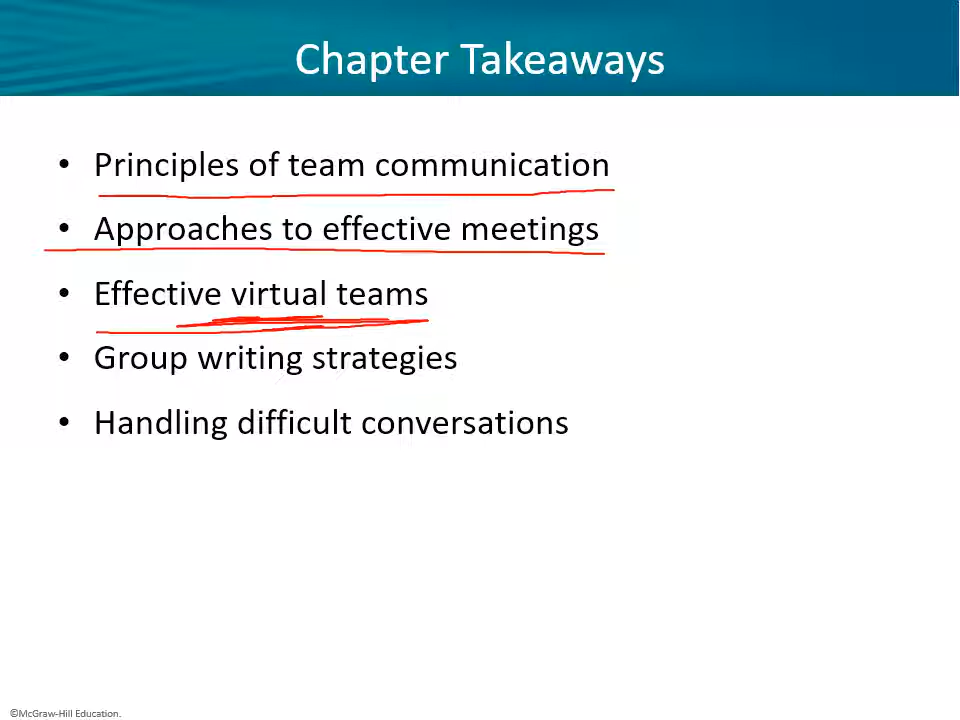 Chapter Takeaways
• Principles of team communication
• Approaches to effective meetings
• Effective virtual teams
• Group writing strategies
• Handling difficult conversations
©McGraw-Hill Education.